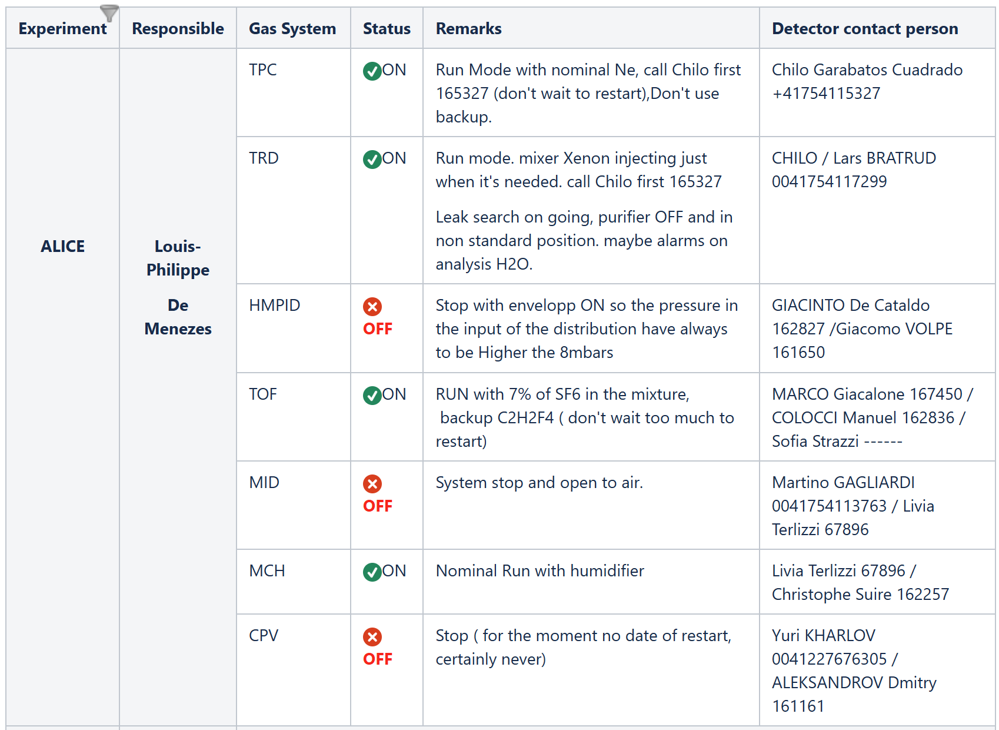 Experiment
Responsible
Gas System
Status
Remarks
Detector contact person
ALICE
Louis-
Philippe
De
Menezes
TPC
ON
Run Mode with nominal Ne, call Chilo first
165327 (don't wait to restart),Don't use
backup.
Chilo Garabatos Cuadrado
+41754115327
TRD
ON
Run mode. mixer Xenon injecting just
when it's needed. call Chilo first 165327
Leak search on going, purifier OFF and in
non standard position. maybe alarms on
analysis H2O.
CHILO / Lars BRATRUD
0041754117299
HMPID
OFF
Stop with envelopp ON so the pressure in
the input of the distribution have always
to be Higher the 8mbars
GIACINTO De Cataldo
162827 /Giacomo VOLPE
161650
TOF
ON
RUN with 7% of SF6 in the mixture,
backup C2H2F4 ( don't wait too much to
restart)
MARCO Giacalone 167450 /
COLOCCI Manuel 162836 /
Sofia Strazzi ------
MID
OFF
System stop and open to air.
Martino GAGLIARDI
0041754113763 / Livia
Terlizzi 67896
MCH
ON
Nominal Run with humidifier
Livia Terlizzi 67896 /
Christophe Suire 162257
CPV
OFF
Stop ( for the moment no date of restart,
certainly never)
Yuri KHARLOV
0041227676305 /
ALEKSANDROV Dmitry
161161